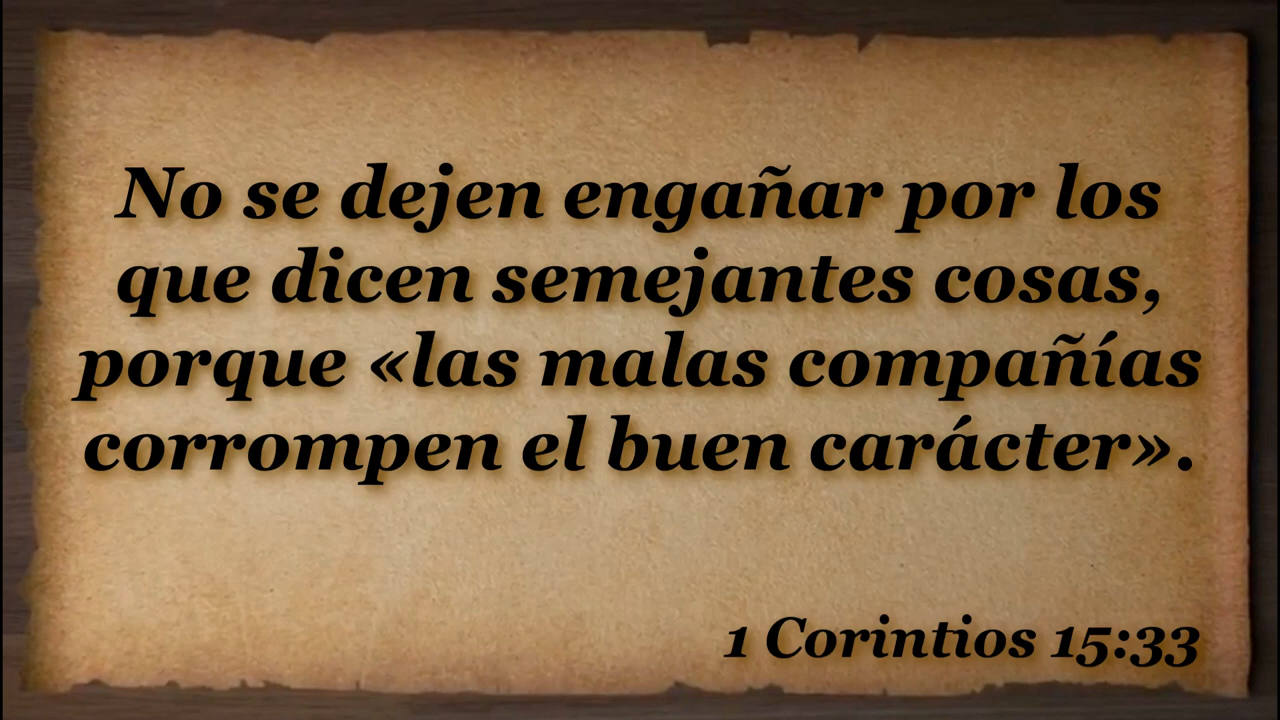 No se dejen engañar por los
que dicen semejantes cosas,
porque «las malas compañías
corrompen el buen carácter».
1 Corintios 15:33